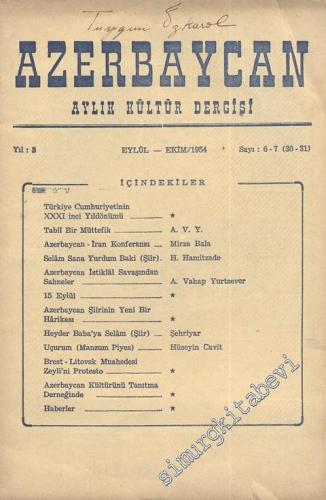 Turgun Özkarol
AZERBAYCAN
AYLIK KÜLTÜR DERGİSİ
Yıl : 3 EYLÜL — EKİM/1954 Sayı : 6 - 7 (30 - 31)
İÇİNDEKİLER
Türkiye Cumhuriyetinin
XXXI inci Yıldönümü *
Tabiî Bir Müttefik A. V. Y.
Azerbaycan - İran Konferansı Mirza Bala
Selâm Sana Yurdum Baki (Şiir). H. Hamitzade
Azerbaycan İstiklâl Savaşından
Sahneler A. Vahap Yurtsever
15 Eylûl *
Azerbaycan Şiirinin Yeni Bir
Hârikası *
Heyder Baba'ya Selâm (Şiir) Şehriyar
Uçurum (Manzum Piyes) Hüseyin Cavit
Brest - Litovsk Muahedesi
Zeyli'ni Protesto *
Azerbaycan Kültürünü Tanıtma
Derneğinde *
Haberler *
simurgkitabevi